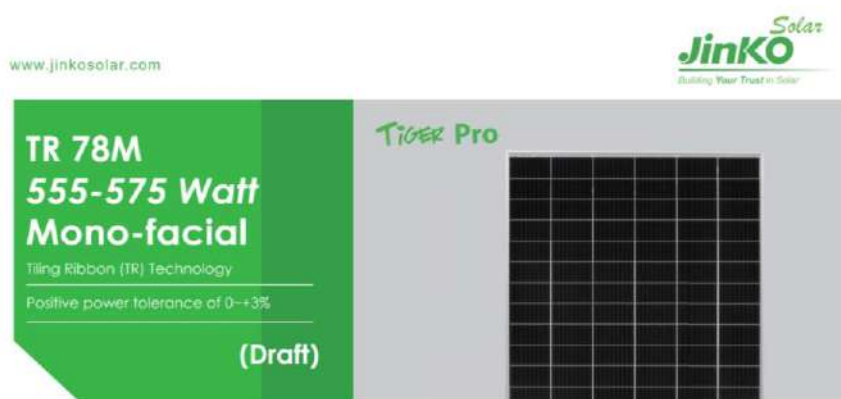 www.jinkosolar.com
Solar
JinKO
Building Your Trust in Solar
TR 78M
555-575 Watt
Mono-facial
Tiling Ribbon (TR) Technology
Positive power tolerance of 0~+3%
(Draft)
TiGER Pro